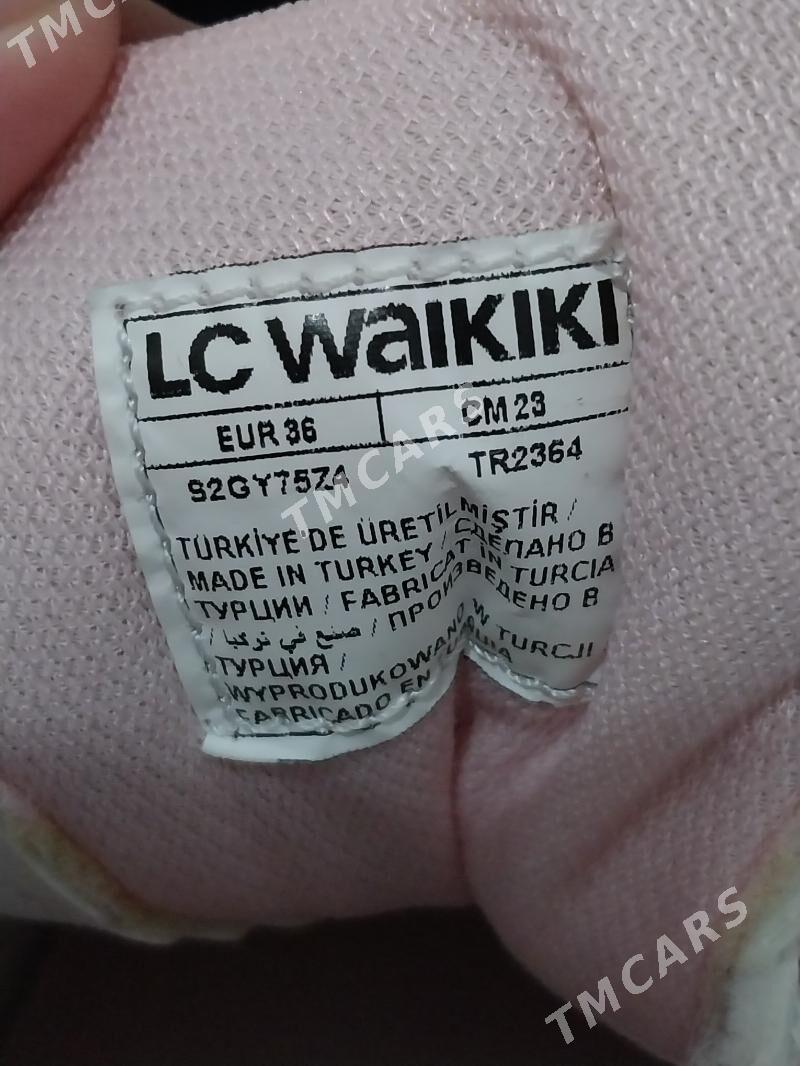 TMCARS
LC WAIKIKI
EUR 36 CM 23
S2GY75Z4 TR2364
TMCARS
TÜRKİYE'DE ÜRETİLMİŞTİR /
MADE IN TURKEY / СДЕЛАНО В
ТУРЦИИ / FABRICAT IN TURCIA
/ صنع في تركيا / ПРОИЗВЕДЕНО В
ТУРЦИЯ /
WYPRODUKOWANO W TURCJI
FABRICADO EN
TMCARS